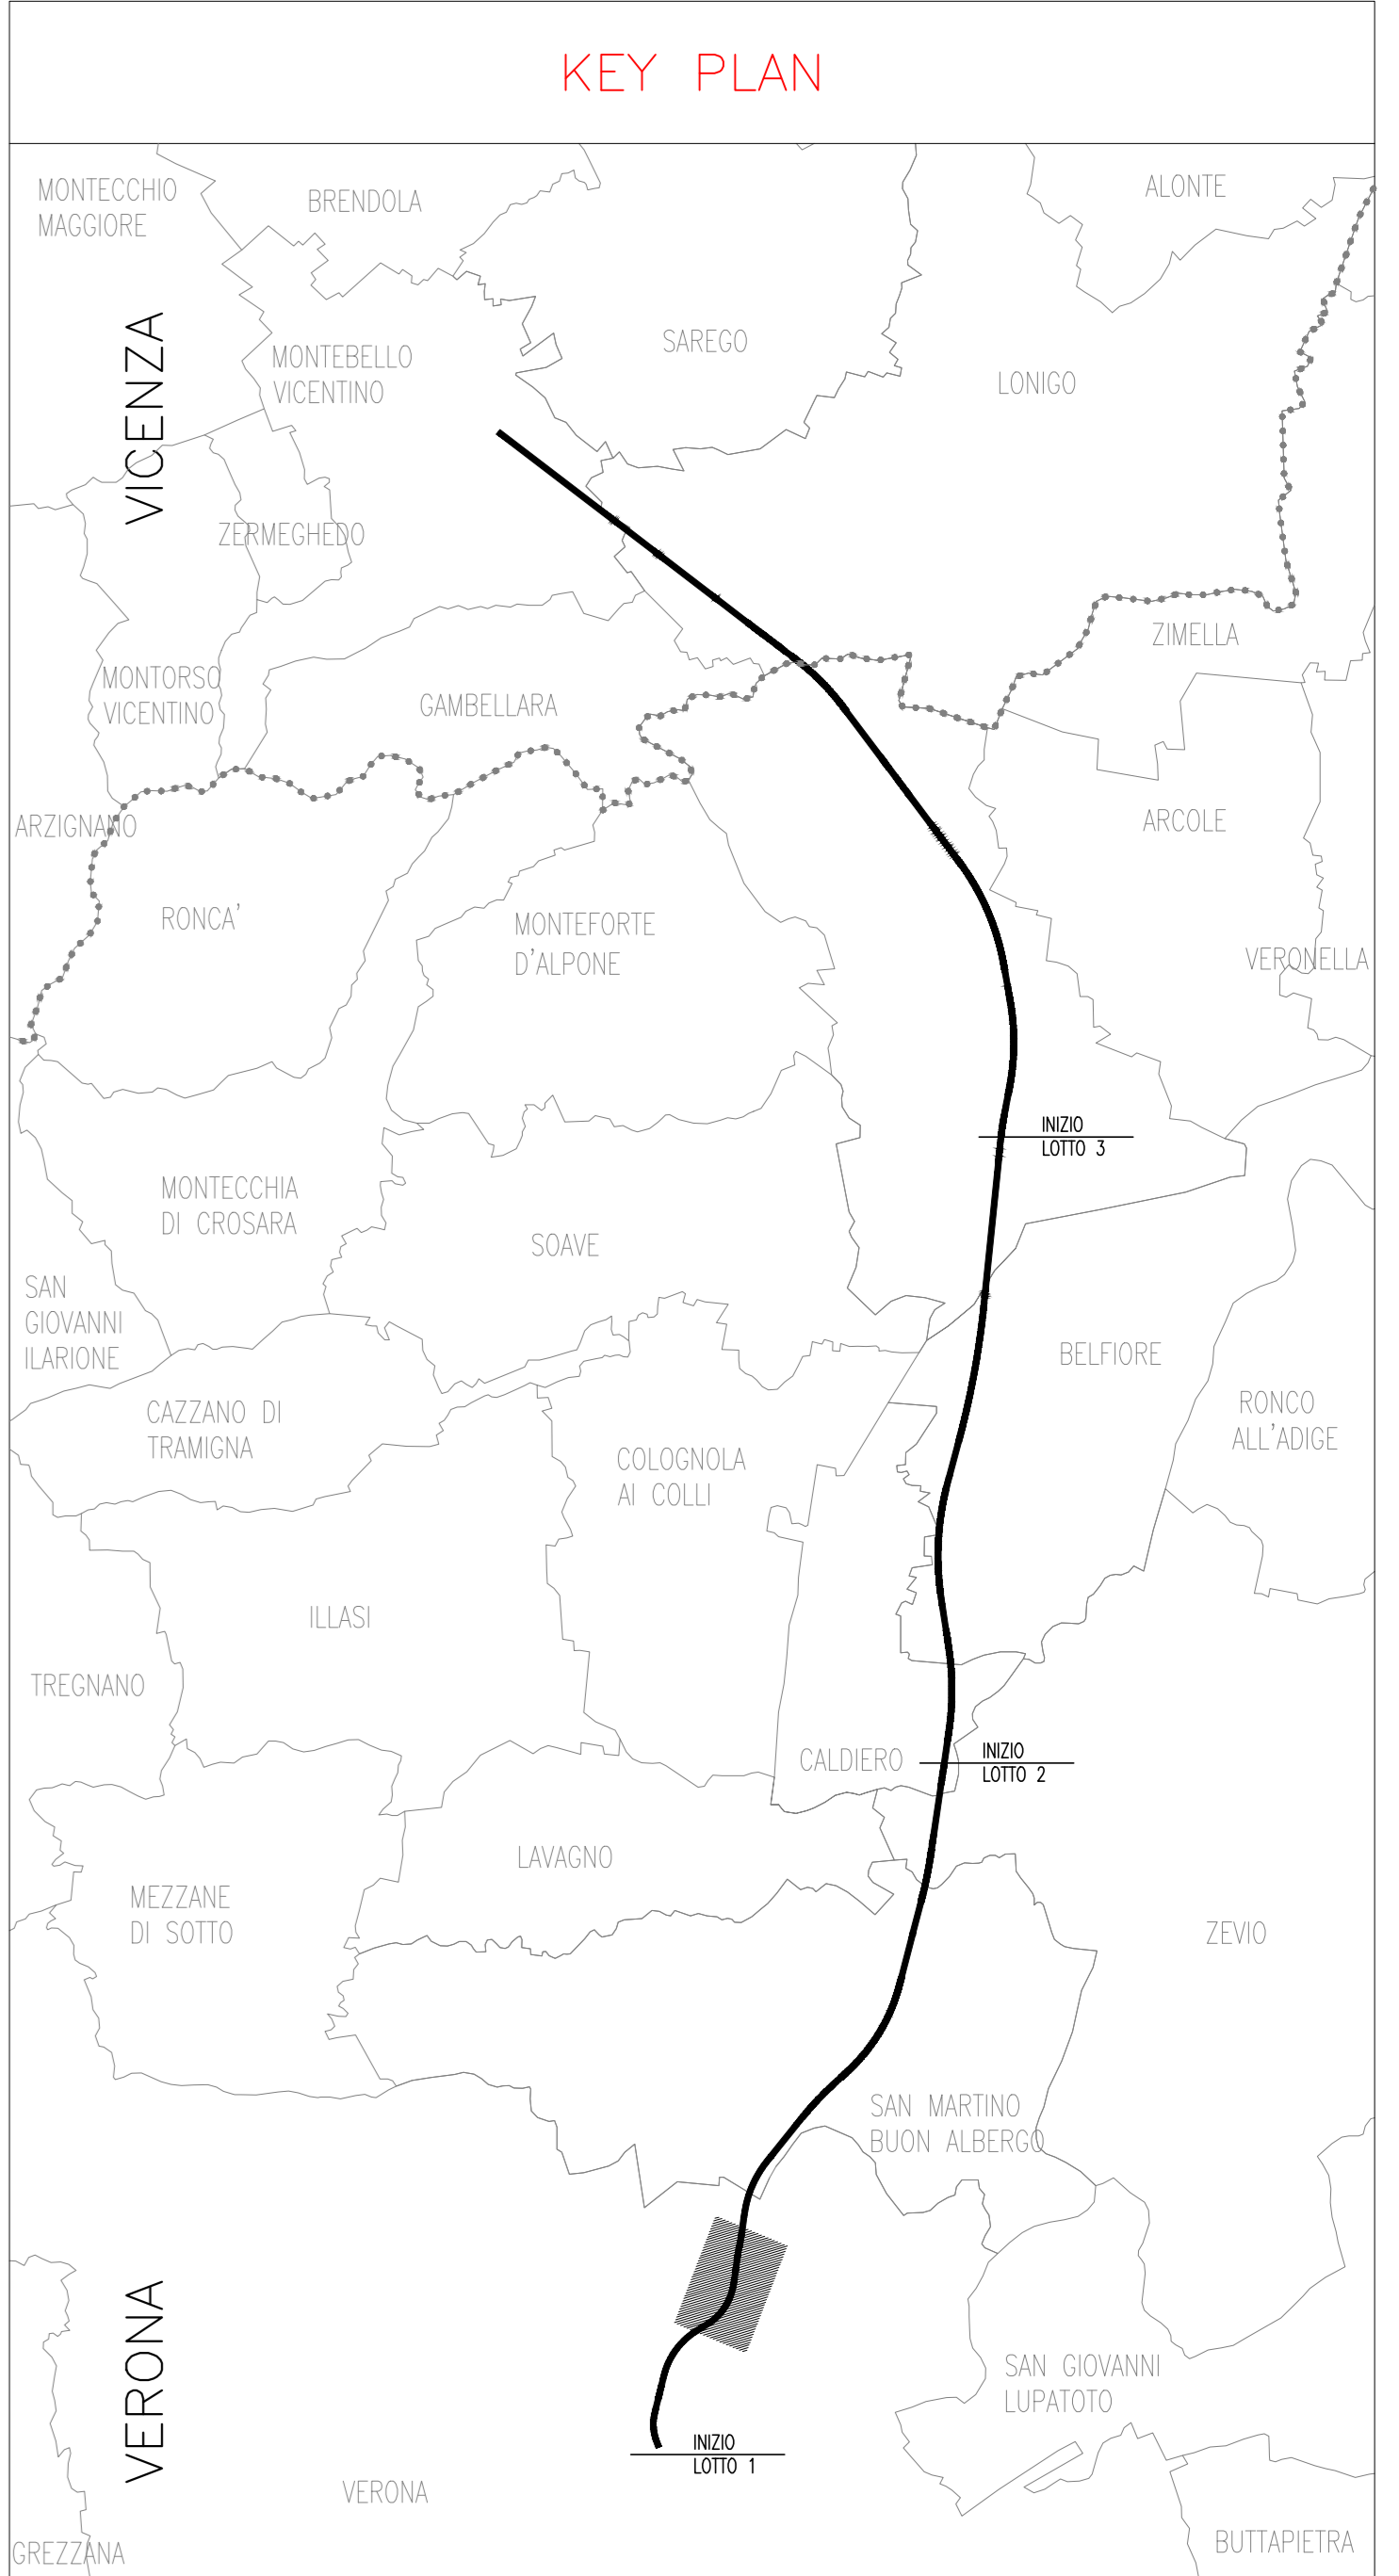 KEY PLAN
MONTECCHIO
MAGGIORE
BRENDOLA
ALONTE
VICENZA
MONTEBELLO
VICENTINO
SAREGO
LONIGO
ZERMEGHEDO
ZIMELLA
MONTORSO
VICENTINO
GAMBELLARA
ARZIGNANO
ARCOLE
RONCA'
MONTEFORTE
D'ALPONE
VERONELLA
INIZIO
LOTTO 3
MONTECCHIA
DI CROSARA
SOAVE
SAN
GIOVANNI
ILARIONE
BELFIORE
CAZZANO DI
TRAMIGNA
RONCO
ALL'ADIGE
COLOGNOLA
AI COLLI
ILLASI
TREGNANO
CALDIERO
INIZIO
LOTTO 2
LAVAGNO
MEZZANE
DI SOTTO
ZEVIO
SAN MARTINO
BUON ALBERGO
VERONA
SAN GIOVANNI
LUPATOTO
INIZIO
LOTTO 1
VERONA
GREZZANA
BUTTAPIETRA